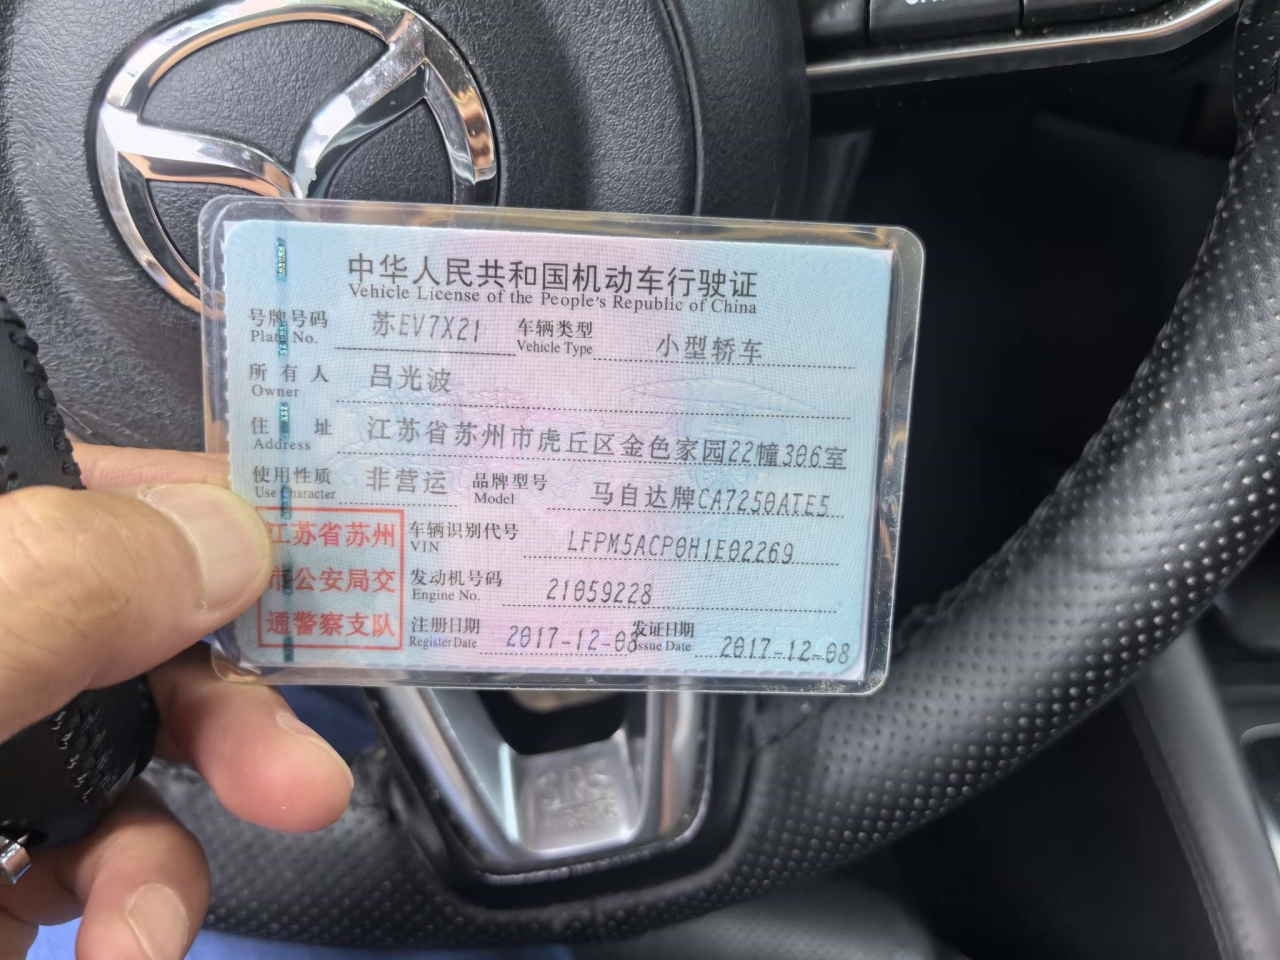 中华人民共和国机动车行驶证
Vehicle License of the People's Republic of China
号牌号码 苏EV7X21 车辆类型 小型轿车
Plate No. Vehicle Type
所有人 吕光波
Owner
住址 江苏省苏州市虎丘区金色家园22幢306室
Address
使用性质 非营运 品牌型号 马自达牌CA7250ATE5
Use Character Model
江苏省苏州
市公安局交
通警察支队
车辆识别代号 LFPM5ACP0H1E02269
VIN
发动机号码 21059228
Engine No.
注册日期 2017-12-08 发证日期 2017-12-08
Register Date Issue Date
SRS